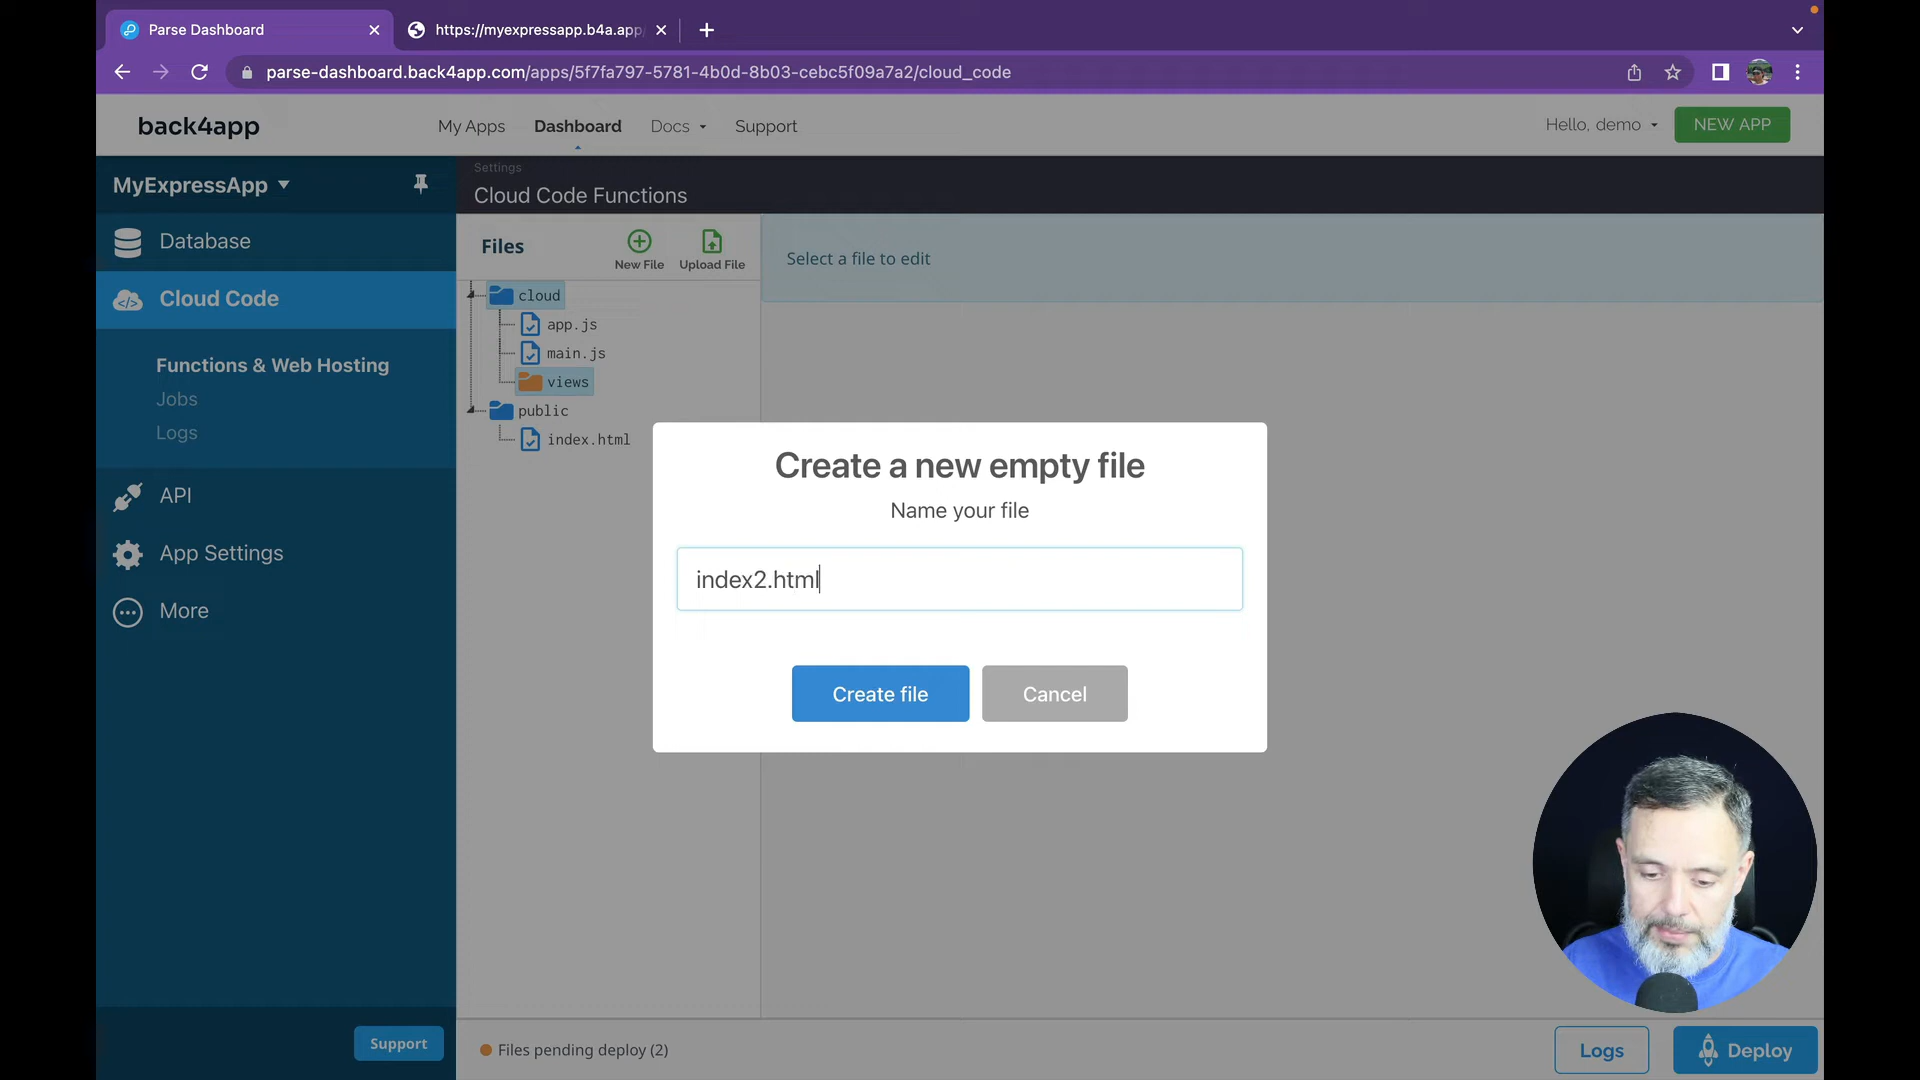 Parse Dashboard
https://myexpressapp.b4a.app/
parse-dashboard.back4app.com/apps/5f7fa797-5781-4b0d-8b03-cebc5f09a7a2/cloud_code
back4app
My Apps
Dashboard
Docs
Support
Hello, demo
NEW APP
MyExpressApp
Database
Cloud Code
Functions & Web Hosting
Jobs
Logs
API
App Settings
More
Support
Settings
Cloud Code Functions
Files
New File
Upload File
cloud
app.js
main.js
views
public
index.html
Select a file to edit
Create a new empty file
Name your file
index2.html
Create file
Cancel
Files pending deploy (2)
Logs
Deploy